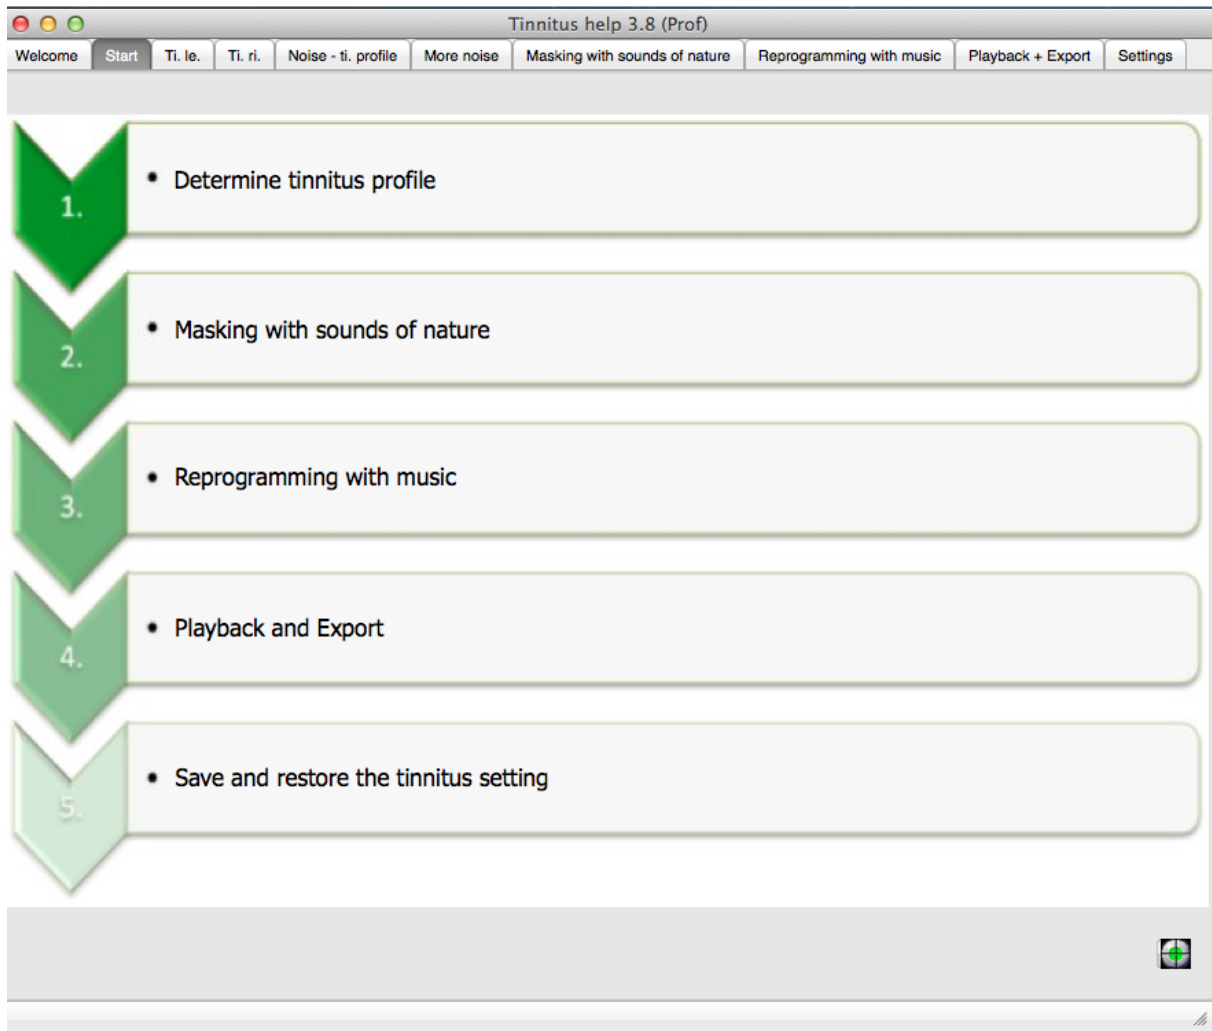 Tinnitus help 3.8 (Prof)
Welcome Start Ti. le. Ti. ri. Noise - ti. profile More noise Masking with sounds of nature Reprogramming with music Playback + Export Settings
1. • Determine tinnitus profile
2. • Masking with sounds of nature
3. • Reprogramming with music
4. • Playback and Export
5. • Save and restore the tinnitus setting